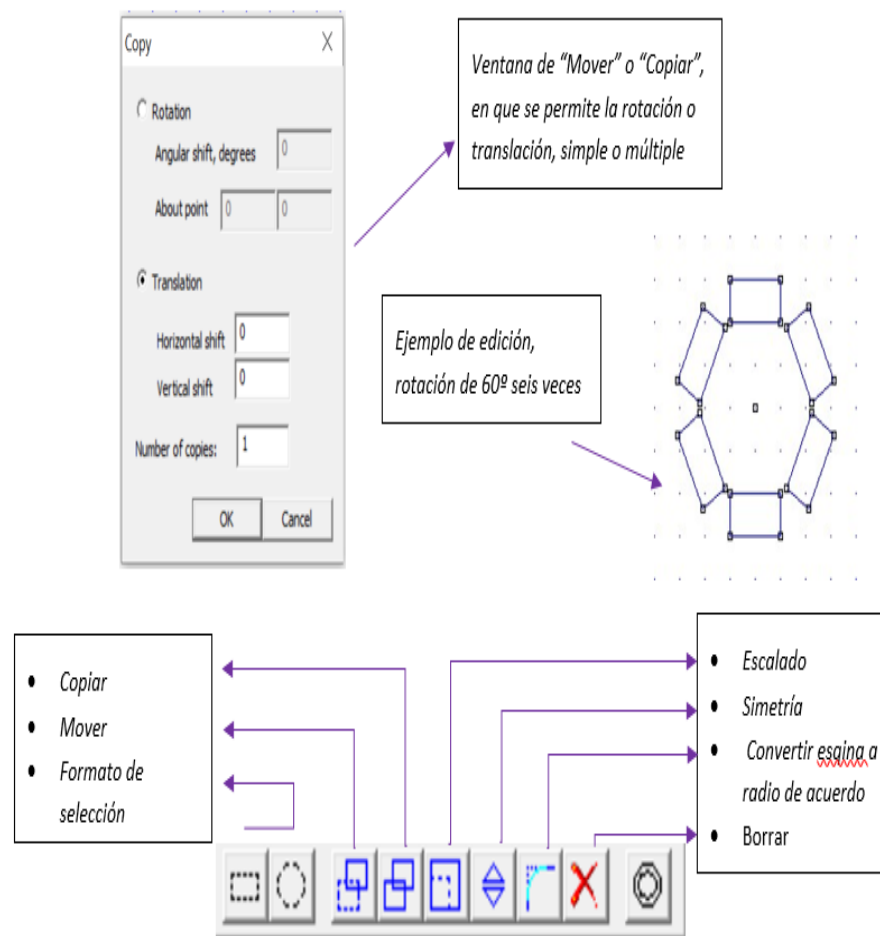 Copy
Rotation
Angular shift, degrees 0
About point 0 0
Translation
Horizontal shift 0
Vertical shift 0
Number of copies: 1
OK Cancel
Ventana de “Mover” o “Copiar”,
en que se permite la rotación o
translación, simple o múltiple
Ejemplo de edición,
rotación de 60º seis veces
• Copiar
• Mover
• Formato de
selección
• Escalado
• Simetría
• Convertir esqina a
radio de acuerdo
• Borrar